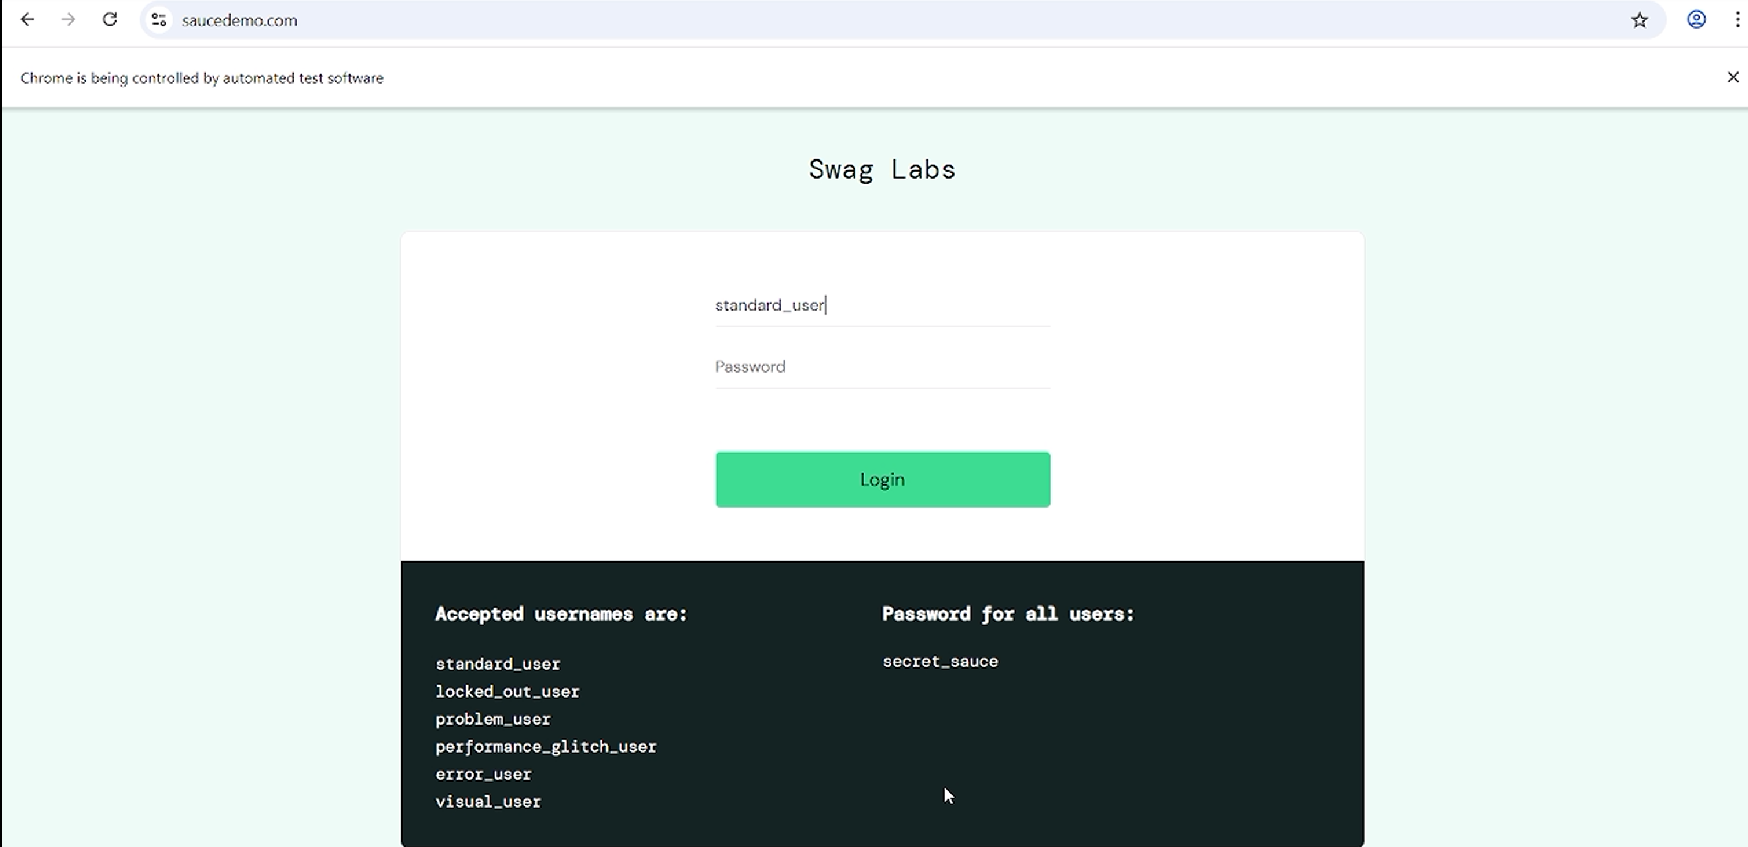 saucedemo.com
Chrome is being controlled by automated test software
Swag Labs
standard_user
Password
Login
Accepted usernames are:
standard_user
locked_out_user
problem_user
performance_glitch_user
error_user
visual_user
Password for all users:
secret_sauce